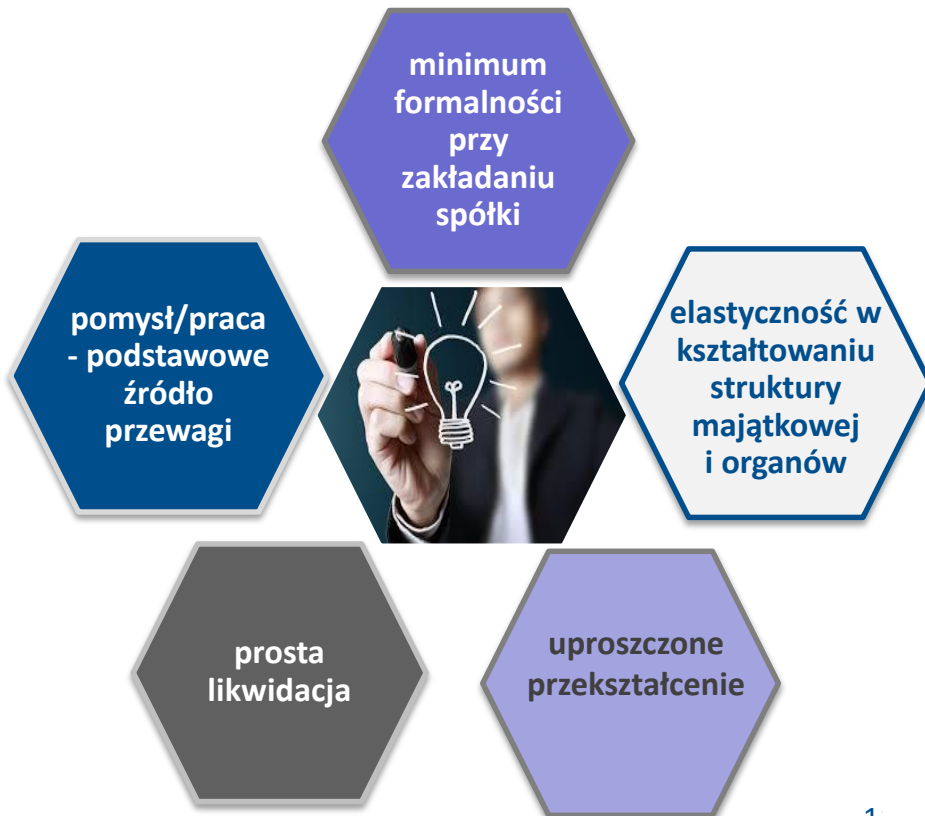 minimum
formalności
przy
zakładaniu
spółki
pomysł/praca
- podstawowe
źródło
przewagi
elastyczność w
kształtowaniu
struktury
majątkowej
i organów
prosta
likwidacja
uproszczone
przekształcenie